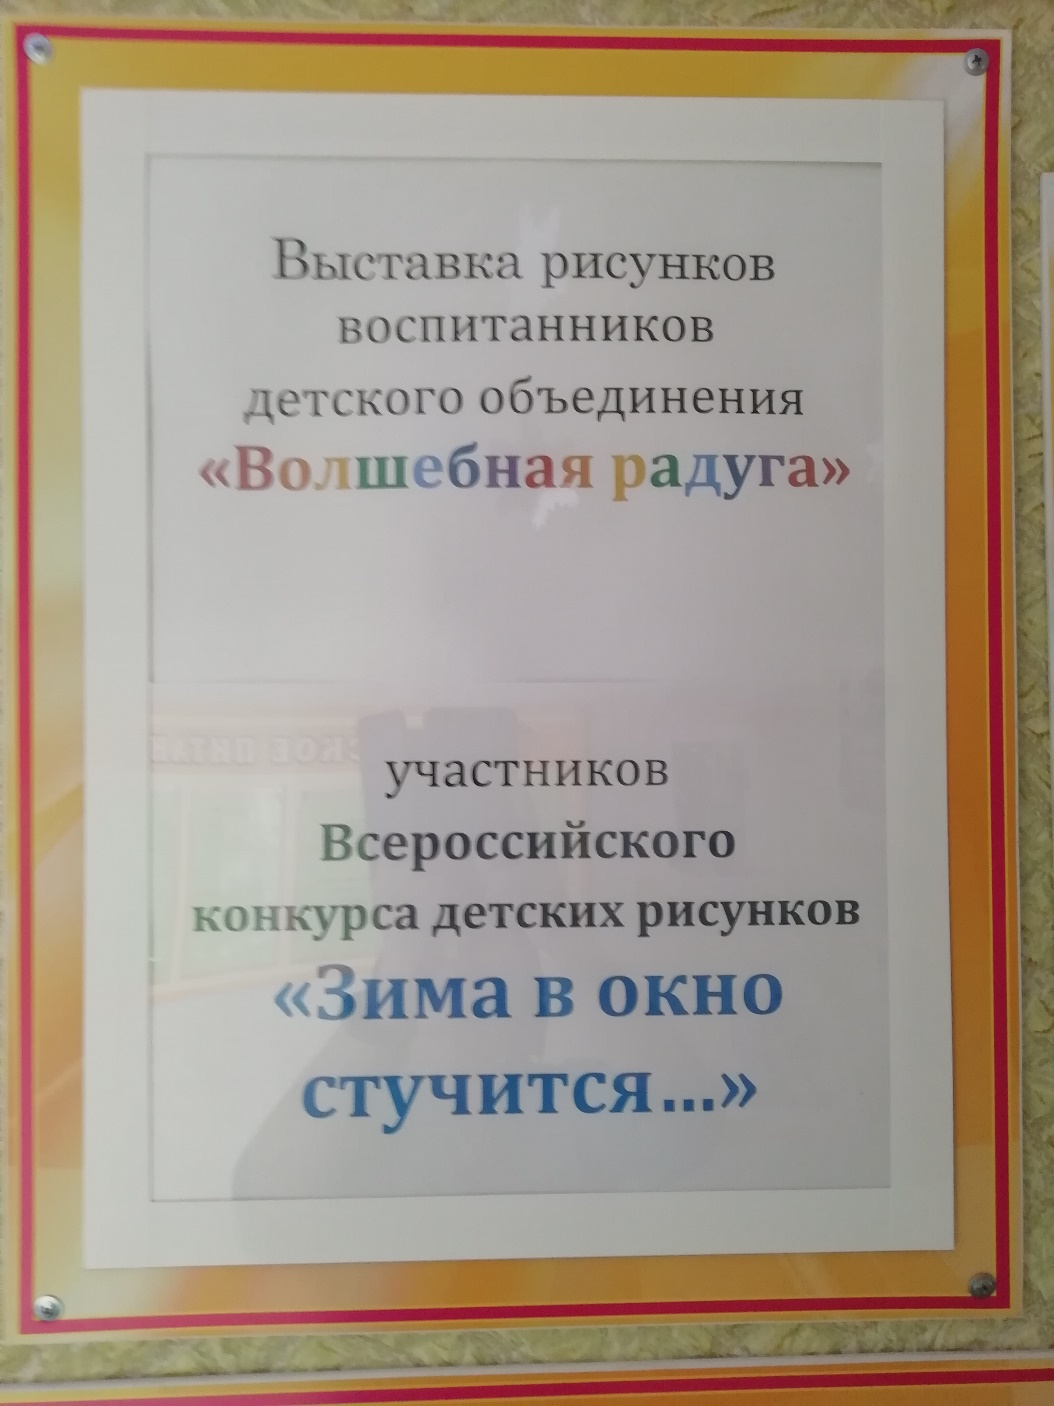 Выставка рисунков
воспитанников
детского объединения
«Волшебная радуга»
участников
Всероссийского
конкурса детских рисунков
«Зима в окно
стучится...»